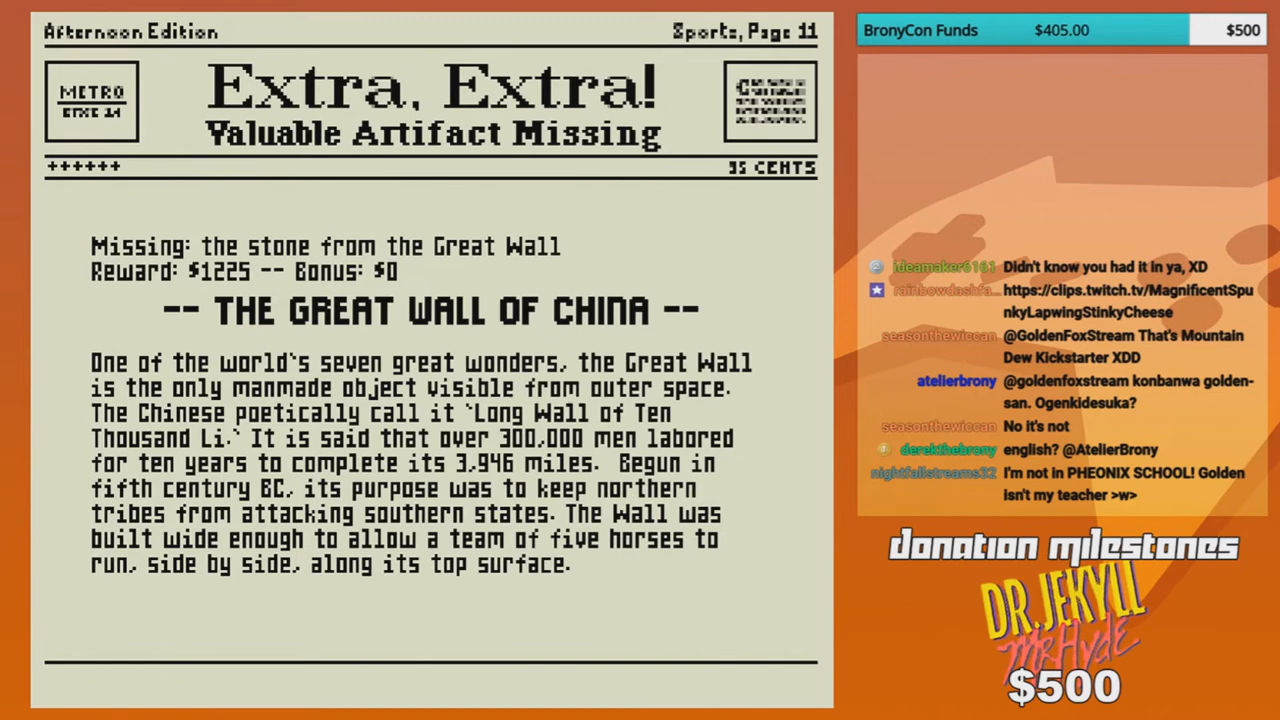 Afternoon Edition
Sports, Page 11
METRO
Extra, Extra!
Valuable Artifact Missing
++++++
35 CENTS
Missing: the stone from the Great Wall
Reward: $1225 -- Bonus: $0
-- THE GREAT WALL OF CHINA --
One of the world's seven great wonders, the Great Wall
is the only manmade object visible from outer space.
The Chinese poetically call it `Long Wall of Ten
Thousand Li.` It is said that over 300,000 men labored
for ten years to complete its 3,946 miles. Begun in
fifth century BC, its purpose was to keep northern
tribes from attacking southern states. The Wall was
built wide enough to allow a team of five horses to
run, side by side, along its top surface.
BronyCon Funds $405.00 $500
ideamaker6161 Didn't know you had it in ya, XD
rainbowdashfa... https://clips.twitch.tv/MagnificentSpu
nkyLapwingStinkyCheese
seasonthewiccan @GoldenFoxStream That's Mountain
Dew Kickstarter XDD
atelierbrony @goldenfoxstream konbanwa golden-
san. Ogenkidesuka?
seasonthewiccan No it's not
derekthebrony english? @AtelierBrony
nightfallstreams32 I'm not in PHEONIX SCHOOL! Golden
isn't my teacher >w>
DONATION MILESTONES
DR. JEKYLL
Mr. Hyde
$500